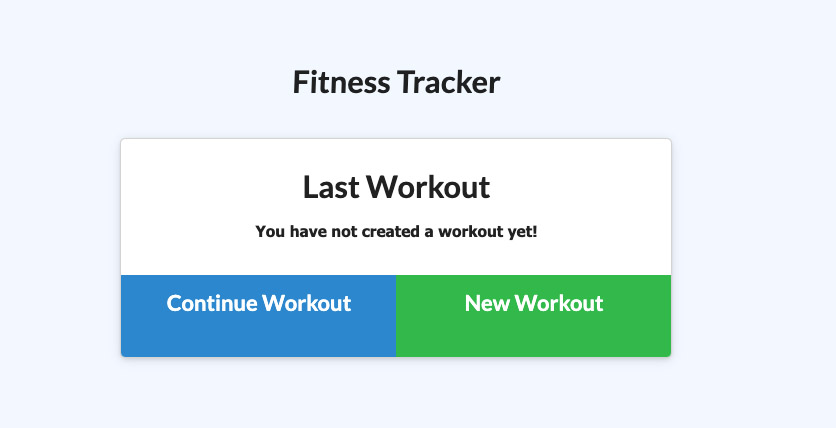 Fitness Tracker
Last Workout
You have not created a workout yet!
Continue Workout
New Workout